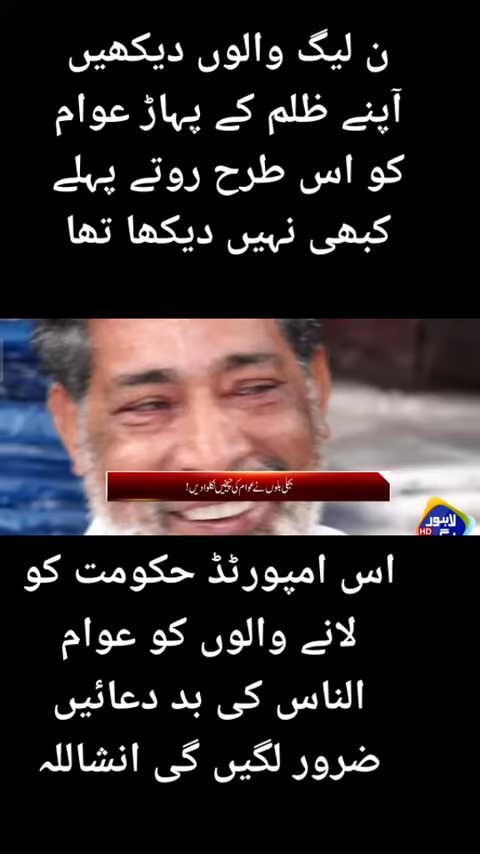 ن لیگ والوں دیکھیں
آپنے ظلم کے پہاڑ عوام
کو اس طرح روتے پہلے
کبھی نہیں دیکھا تھا
بجلی بلوں نے عوام کی چیخیں نکلوا دیں!
لاہور
HD
اس امپورٹڈ حکومت کو
لانے والوں کو عوام
الناس کی بد دعائیں
ضرور لگیں گی انشاللہ